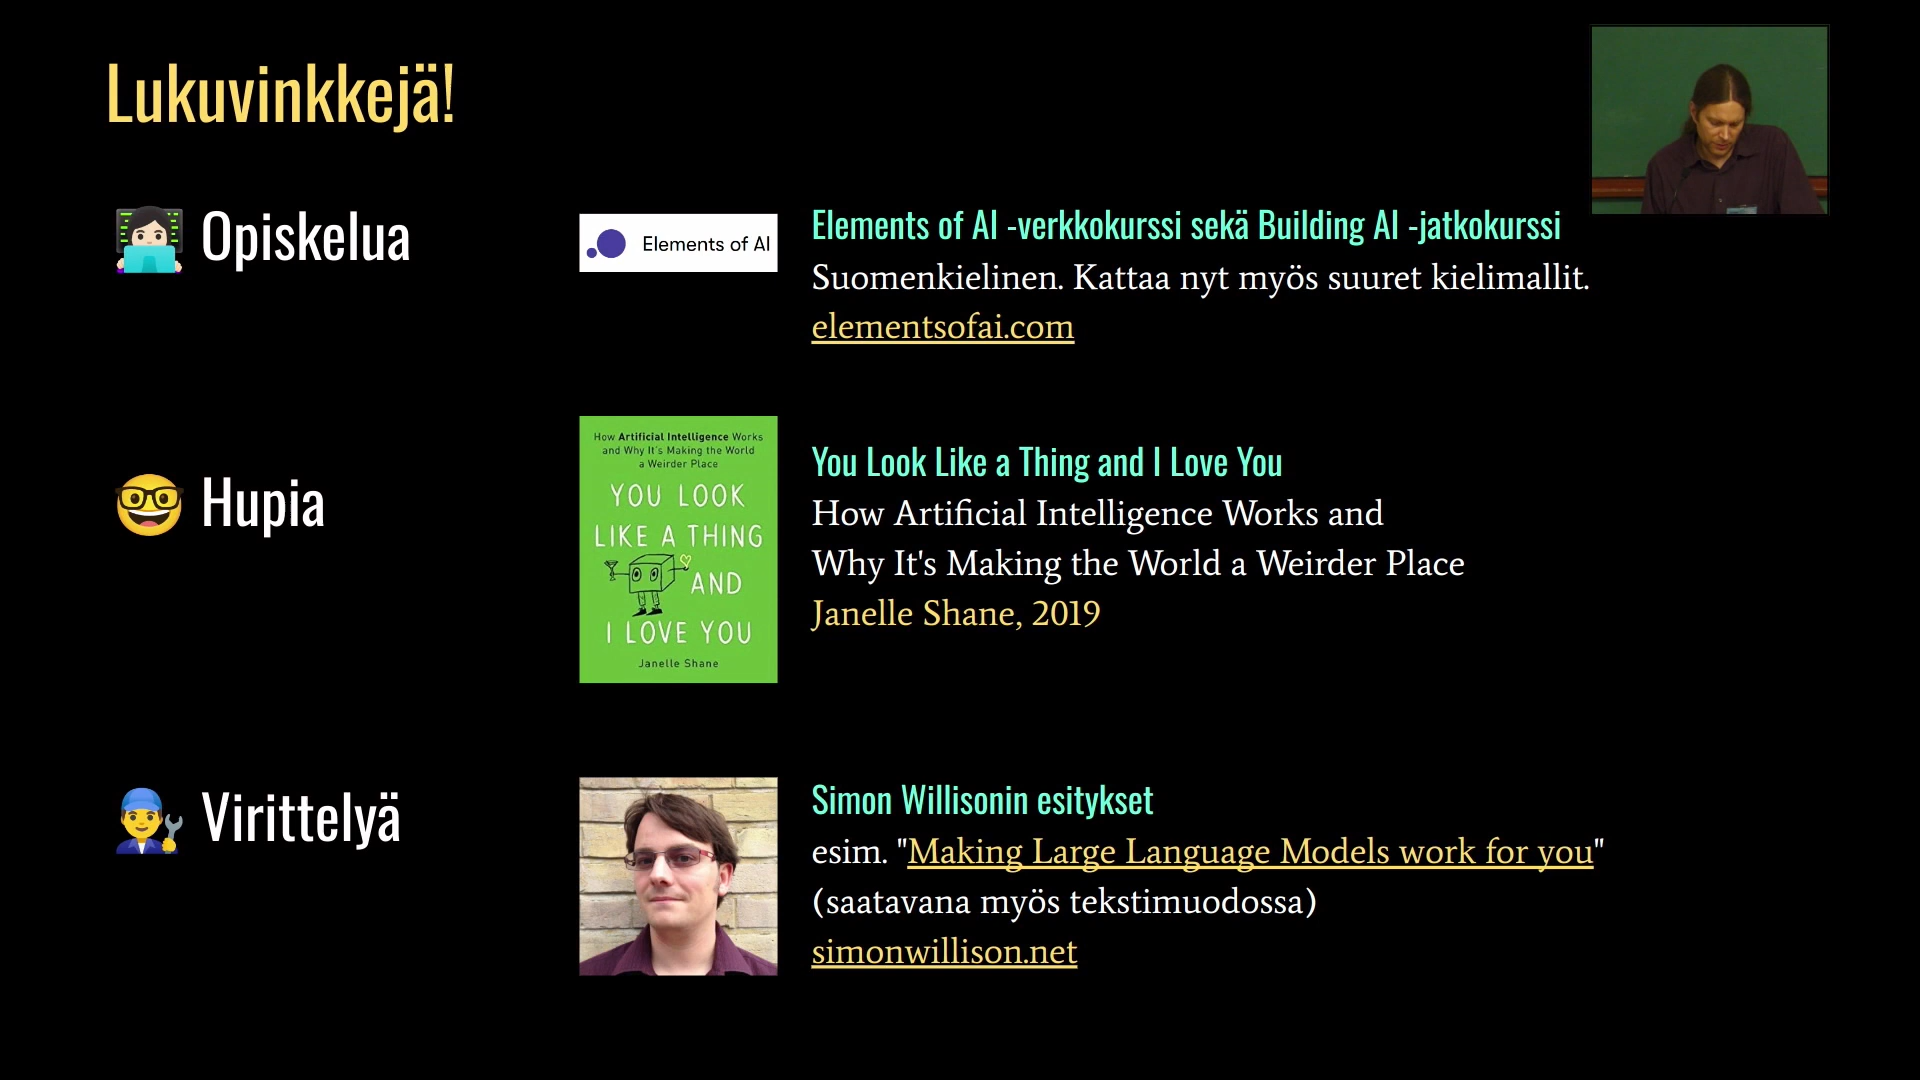 Lukuvinkkejä!
Opiskelua
Elements of AI
Elements of AI -verkkokurssi sekä Building AI -jatkokurssi
Suomenkielinen. Kattaa nyt myös suuret kielimallit.
elementsofai.com
Hupia
How Artificial Intelligence Works
and Why It's Making the World
a Weirder Place
YOU LOOK
LIKE A THING
AND
I LOVE YOU
Janelle Shane
You Look Like a Thing and I Love You
How Artificial Intelligence Works and
Why It's Making the World a Weirder Place
Janelle Shane, 2019
Virittelyä
Simon Willisonin esitykset
esim. "Making Large Language Models work for you"
(saatavana myös tekstimuodossa)
simonwillison.net